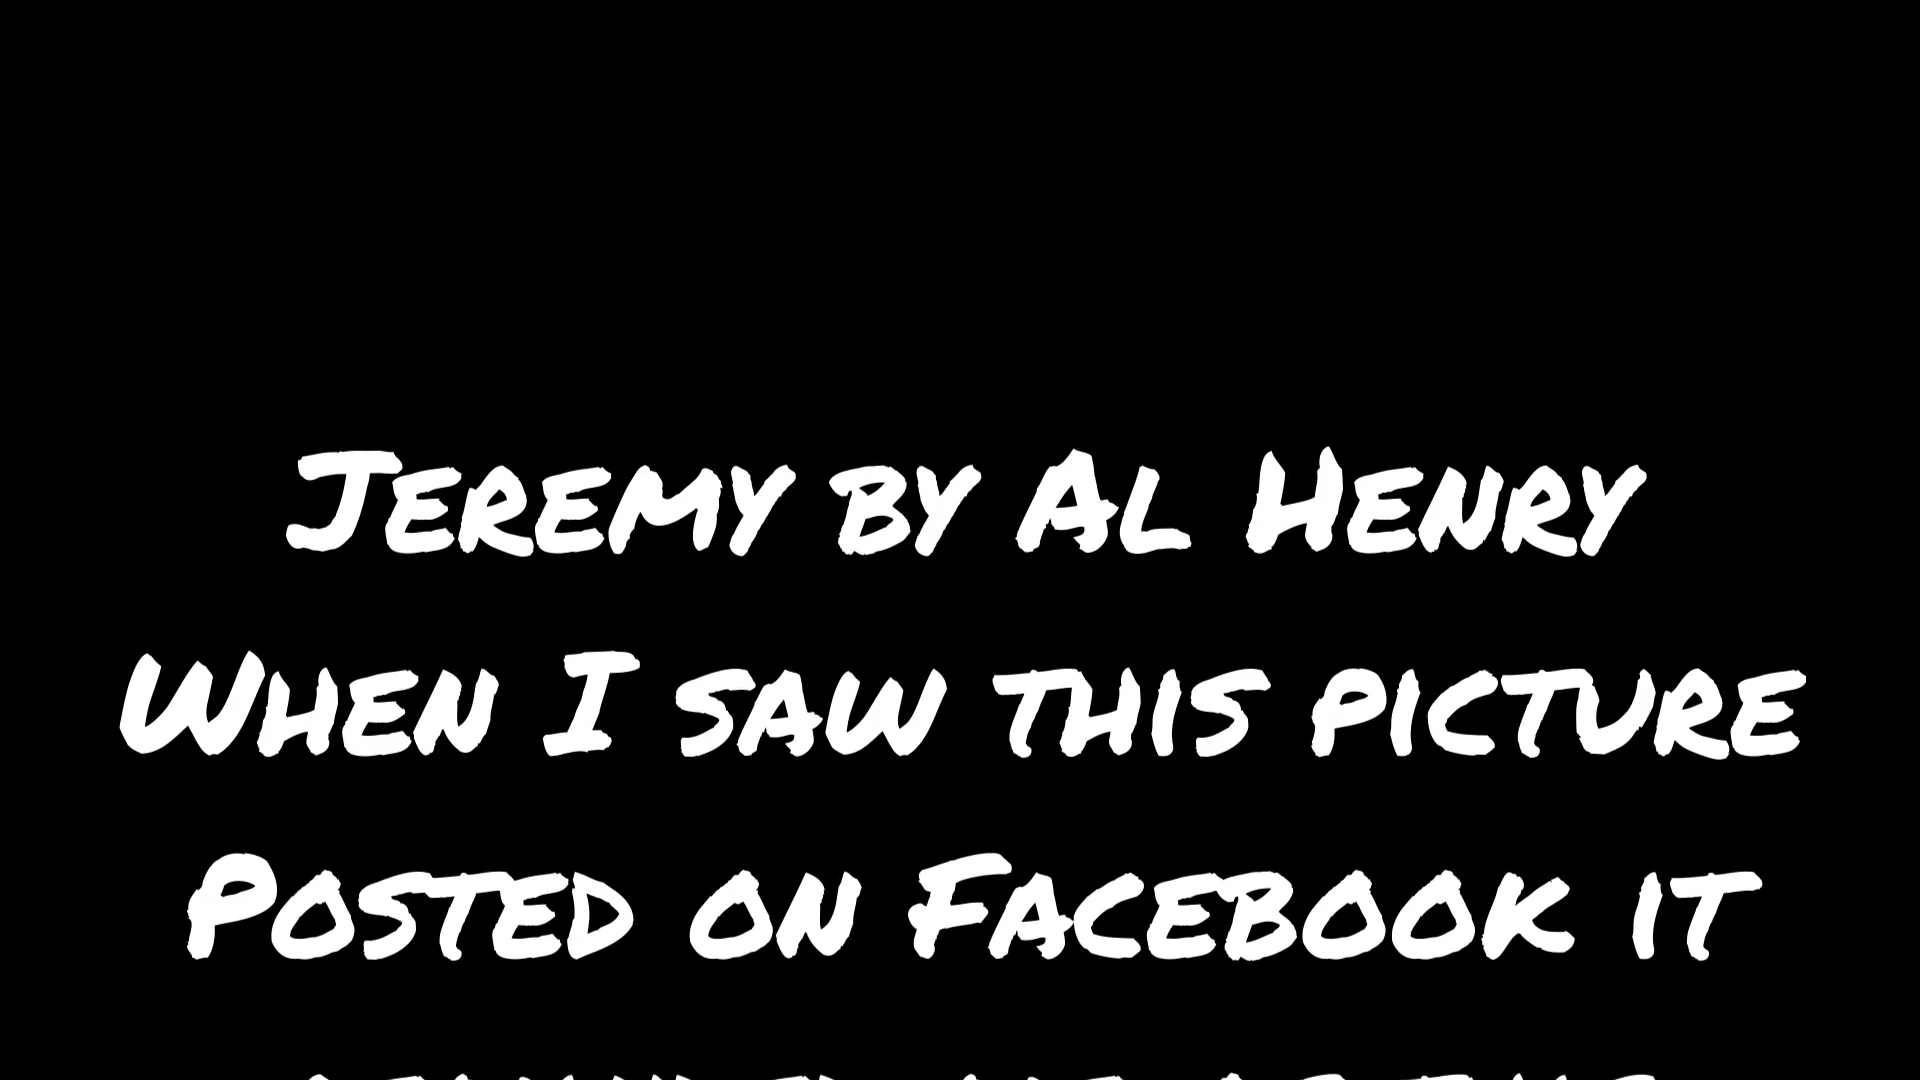 Jeremy by Al Henry
When I saw this picture
Posted on Facebook it